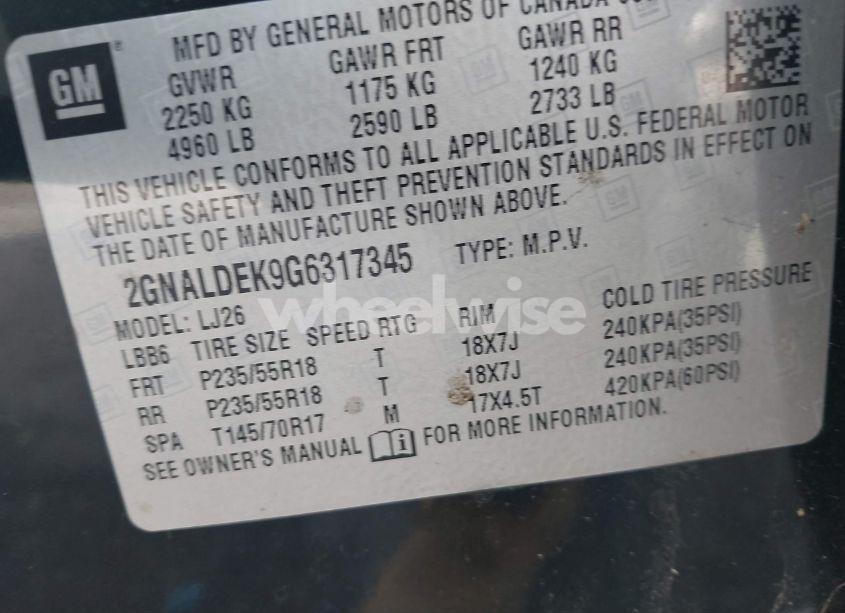 MFD BY GENERAL MOTORS OF CANADA
GM
GVWR GAWR FRT GAWR RR
2250 KG 1175 KG 1240 KG
4960 LB 2590 LB 2733 LB
THIS VEHICLE CONFORMS TO ALL APPLICABLE U.S. FEDERAL MOTOR
VEHICLE SAFETY AND THEFT PREVENTION STANDARDS IN EFFECT ON
THE DATE OF MANUFACTURE SHOWN ABOVE.
2GNALDEK9G6317345 TYPE: M.P.V.
wheelwise
MODEL: LJ26
LBB6 TIRE SIZE SPEED RTG RIM COLD TIRE PRESSURE
FRT P235/55R18 T 18X7J 240KPA(35PSI)
RR P235/55R18 T 18X7J 240KPA(35PSI)
SPA T145/70R17 M 17X4.5T 420KPA(60PSI)
SEE OWNER'S MANUAL FOR MORE INFORMATION.